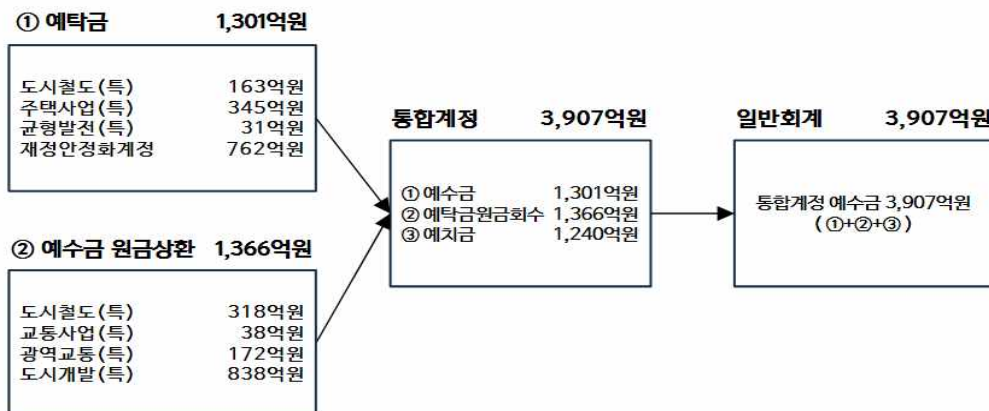 ① 예탁금 1,301억원
도시철도(특) 163억원
주택사업(특) 345억원
균형발전(특) 31억원
재정안정화계정 762억원
② 예수금 원금상환 1,366억원
도시철도(특) 318억원
교통사업(특) 38억원
광역교통(특) 172억원
도시개발(특) 838억원
통합계정 3,907억원
① 예수금 1,301억원
② 예탁금원금회수 1,366억원
③ 예치금 1,240억원
일반회계 3,907억원
통합계정 예수금 3,907억원
(①+②+③)